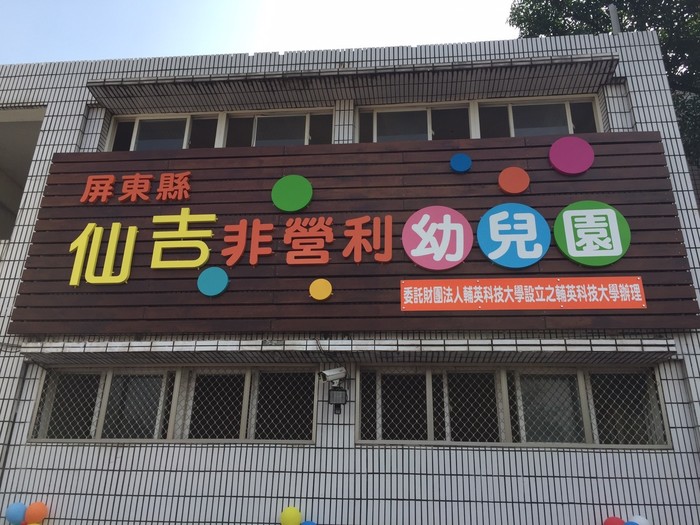 屏東縣
仙吉非營利幼兒園
委託財團法人輔英科技大學設立之輔英科技大學辦理